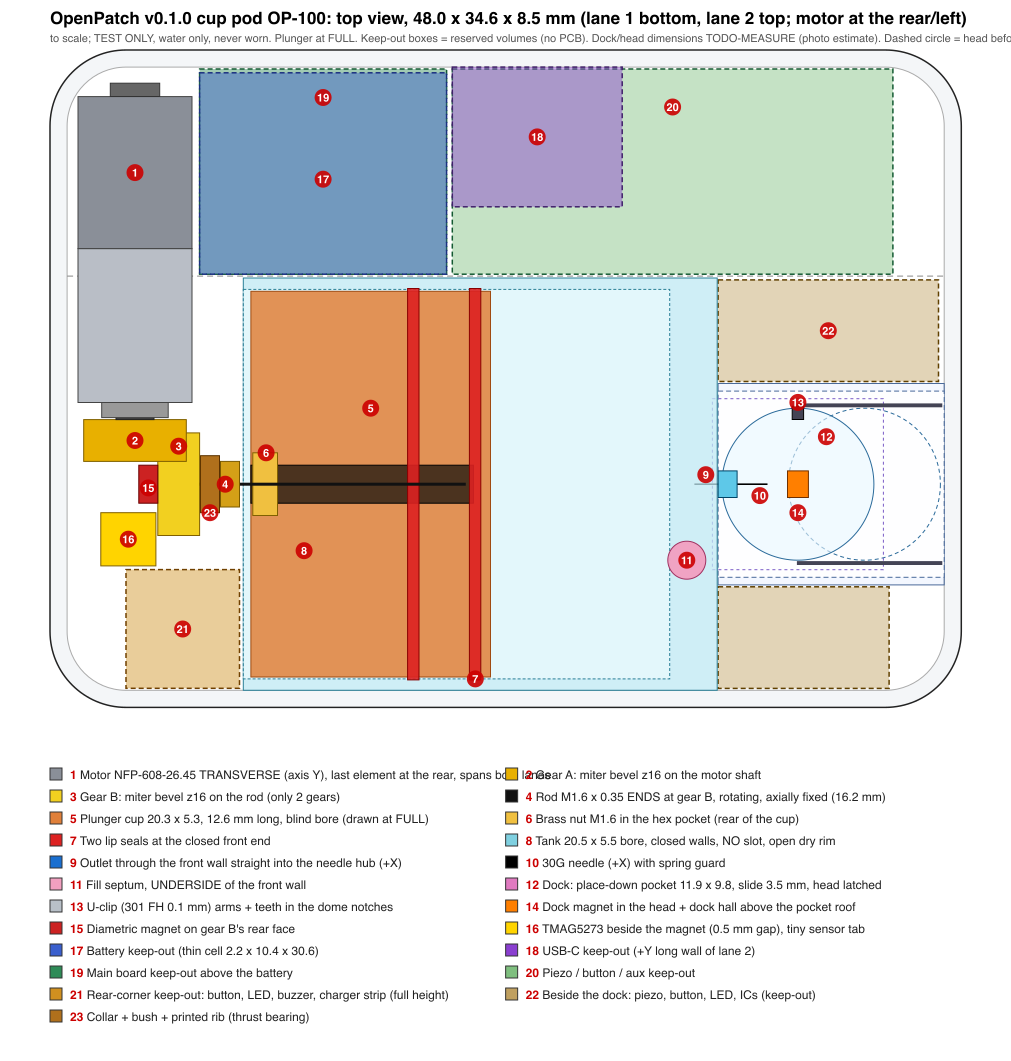 OpenPatch v0.1.0 cup pod OP-100: top view, 48.0 x 34.6 x 8.5 mm (lane 1 bottom, lane 2 top; motor at the rear/left)
to scale; TEST ONLY, water only, never worn. Plunger at FULL. Keep-out boxes = reserved volumes (no PCB). Dock/head dimensions TODO-MEASURE (photo estimate). Dashed circle = head befo
19
20
18
1
17
22
13
5
12
2
3
6
9
4
15
10
23
14
16
8
11
21
7
1 Motor NFP-608-26.45 TRANSVERSE (axis Y), last element at the rear, spans both lanes
2 Gear A: miter bevel z16 on the motor shaft
3 Gear B: miter bevel z16 on the rod (only 2 gears)
4 Rod M1.6 x 0.35 ENDS at gear B, rotating, axially fixed (16.2 mm)
5 Plunger cup 20.3 x 5.3, 12.6 mm long, blind bore (drawn at FULL)
6 Brass nut M1.6 in the hex pocket (rear of the cup)
7 Two lip seals at the closed front end
8 Tank 20.5 x 5.5 bore, closed walls, NO slot, open dry rim
9 Outlet through the front wall straight into the needle hub (+X)
10 30G needle (+X) with spring guard
11 Fill septum, UNDERSIDE of the front wall
12 Dock: place-down pocket 11.9 x 9.8, slide 3.5 mm, head latched
13 U-clip (301 FH 0.1 mm) arms + teeth in the dome notches
14 Dock magnet in the head + dock hall above the pocket roof
15 Diametric magnet on gear B's rear face
16 TMAG5273 beside the magnet (0.5 mm gap), tiny sensor tab
17 Battery keep-out (thin cell 2.2 x 10.4 x 30.6)
18 USB-C keep-out (+Y long wall of lane 2)
19 Main board keep-out above the battery
20 Piezo / button / aux keep-out
21 Rear-corner keep-out: button, LED, buzzer, charger strip (full height)
22 Beside the dock: piezo, button, LED, ICs (keep-out)
23 Collar + bush + printed rib (thrust bearing)